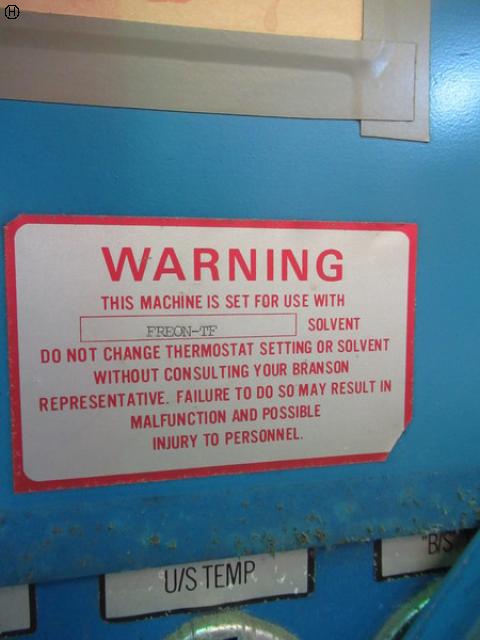 H
WARNING
THIS MACHINE IS SET FOR USE WITH
FREON-TF SOLVENT
DO NOT CHANGE THERMOSTAT SETTING OR SOLVENT
WITHOUT CONSULTING YOUR BRANSON
REPRESENTATIVE. FAILURE TO DO SO MAY RESULT IN
MALFUNCTION AND POSSIBLE
INJURY TO PERSONNEL.
"B/S
U/S TEMP